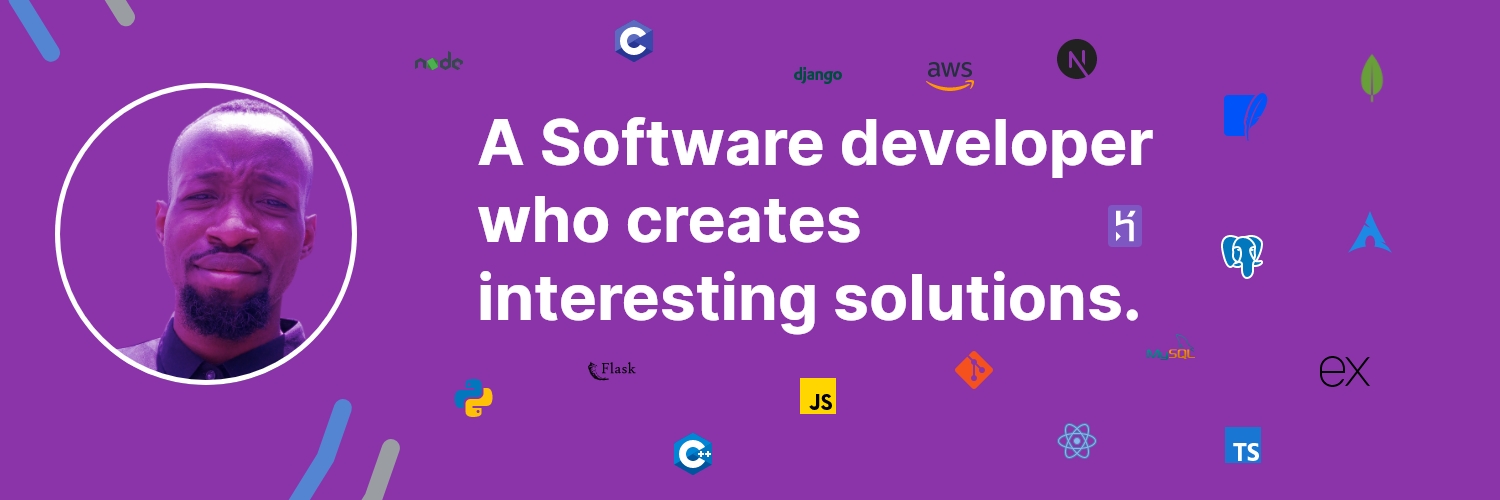 node
C
django
aws
N
A Software developer
who creates
interesting solutions.
MySQL
Flask
ex
JS
C++
TS